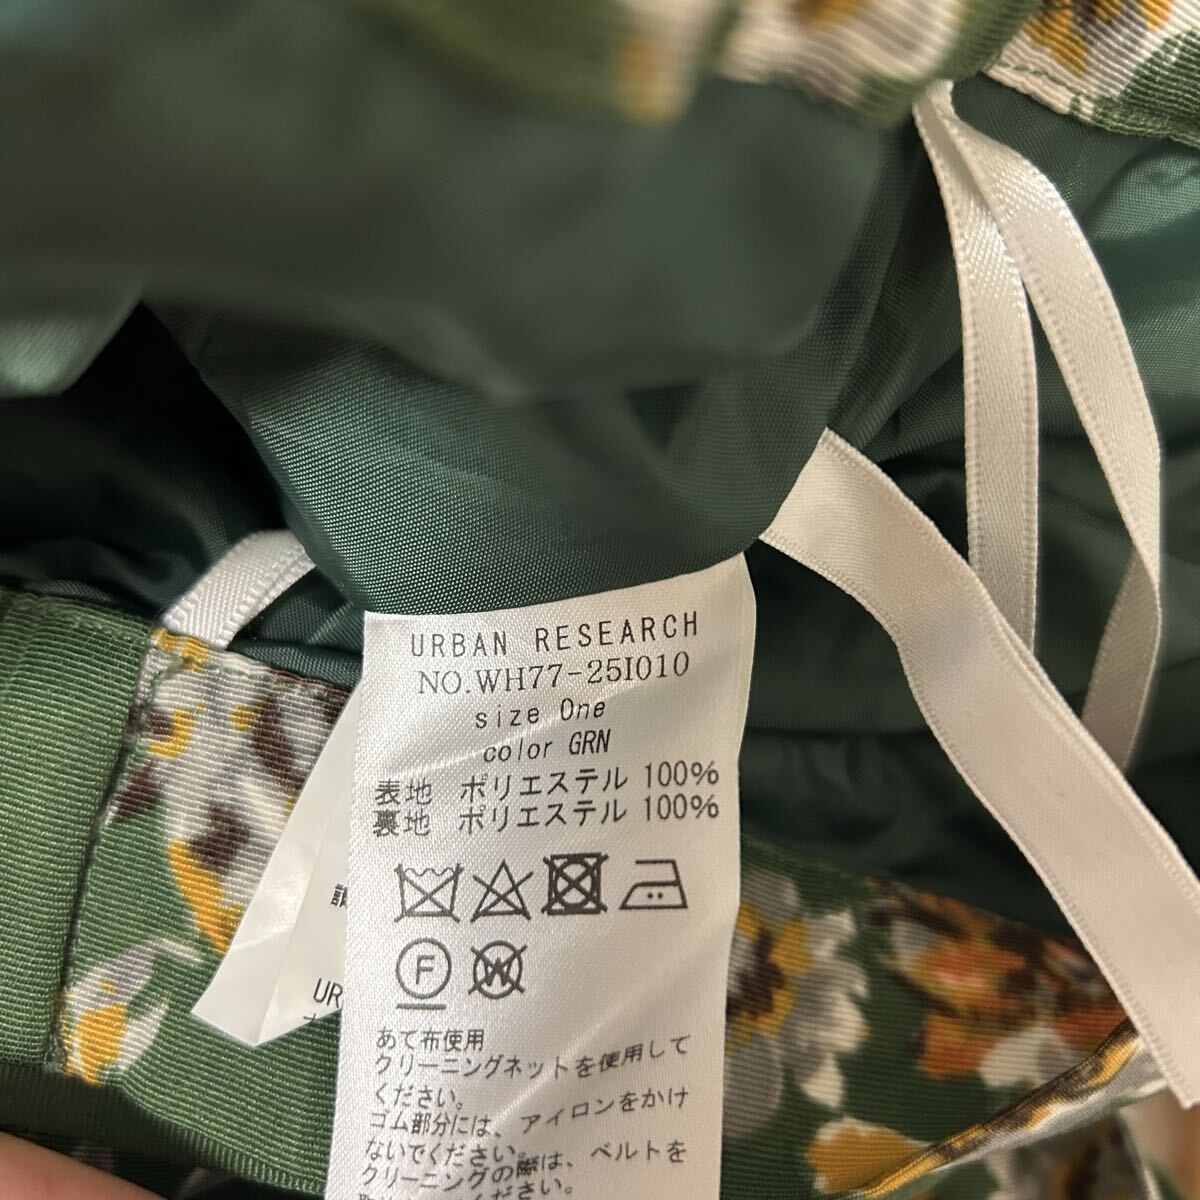 URBAN RESEARCH
NO.WH77-25I010
size One
color GRN
表地 ポリエステル 100%
裏地 ポリエステル 100%
F
W
あて布使用
クリーニングネットを使用して
ください。
ゴム部分には、アイロンをかけ
ないでください。
クリーニングの際は、ベルトを
UR